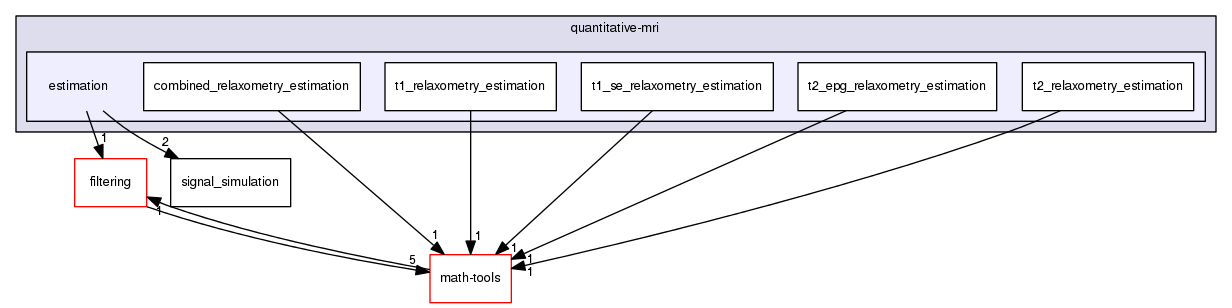 quantitative-mri
estimation
combined_relaxometry_estimation
t1_relaxometry_estimation
t1_se_relaxometry_estimation
t2_epg_relaxometry_estimation
t2_relaxometry_estimation
1
2
filtering
signal_simulation
1
5
1
1
1
1
1
math-tools